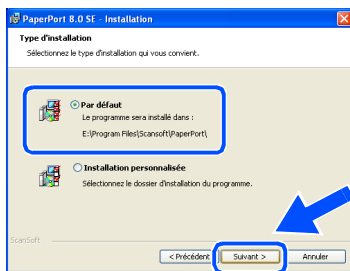 PaperPort 8.0 SE - Installation
Type d'installation
Sélectionnez le type d'installation qui vous convient.
Par défaut
Le programme sera installé dans :
E:\Program Files\Scansoft\PaperPort\
Installation personnalisée
Sélectionnez le dossier d'installation du programme.
ScanSoft
< Précédent
Suivant >
Annuler